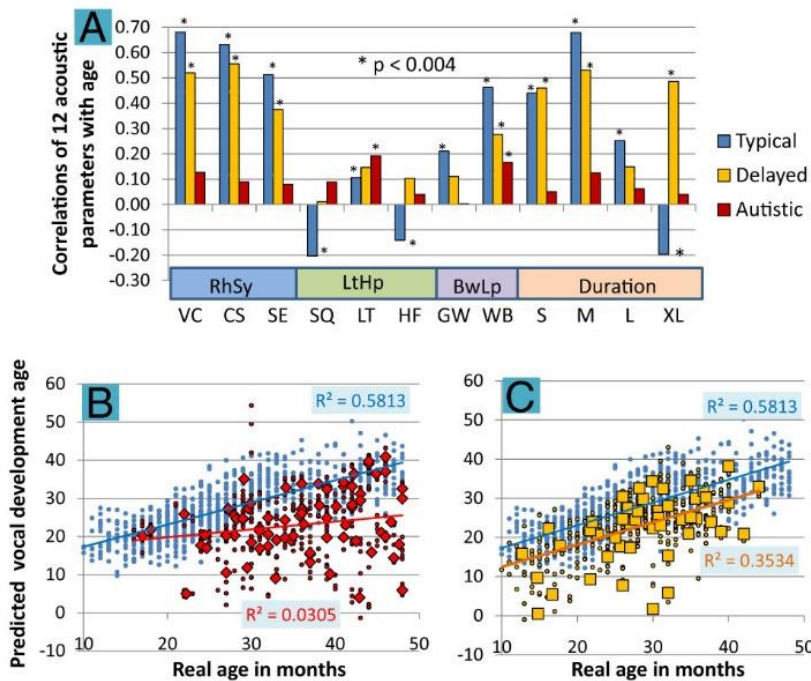 A
Correlations of 12 acoustic
parameters with age
0.70
0.60
0.50
0.40
0.30
0.20
0.10
0.00
-0.10
-0.20
-0.30
* p < 0.004
* * * * * * * * * * * * * * * * * *
Typical
Delayed
Autistic
RhSy LtHp BwLp Duration
VC CS SE SQ LT HF GW WB S M L XL
B
Predicted vocal development age
60
50
40
30
20
10
0
-10
R² = 0.5813
R² = 0.0305
10 20 30 40 50
Real age in months
C
60
50
40
30
20
10
0
-10
R² = 0.5813
R² = 0.3534
10 20 30 40 50
Real age in months